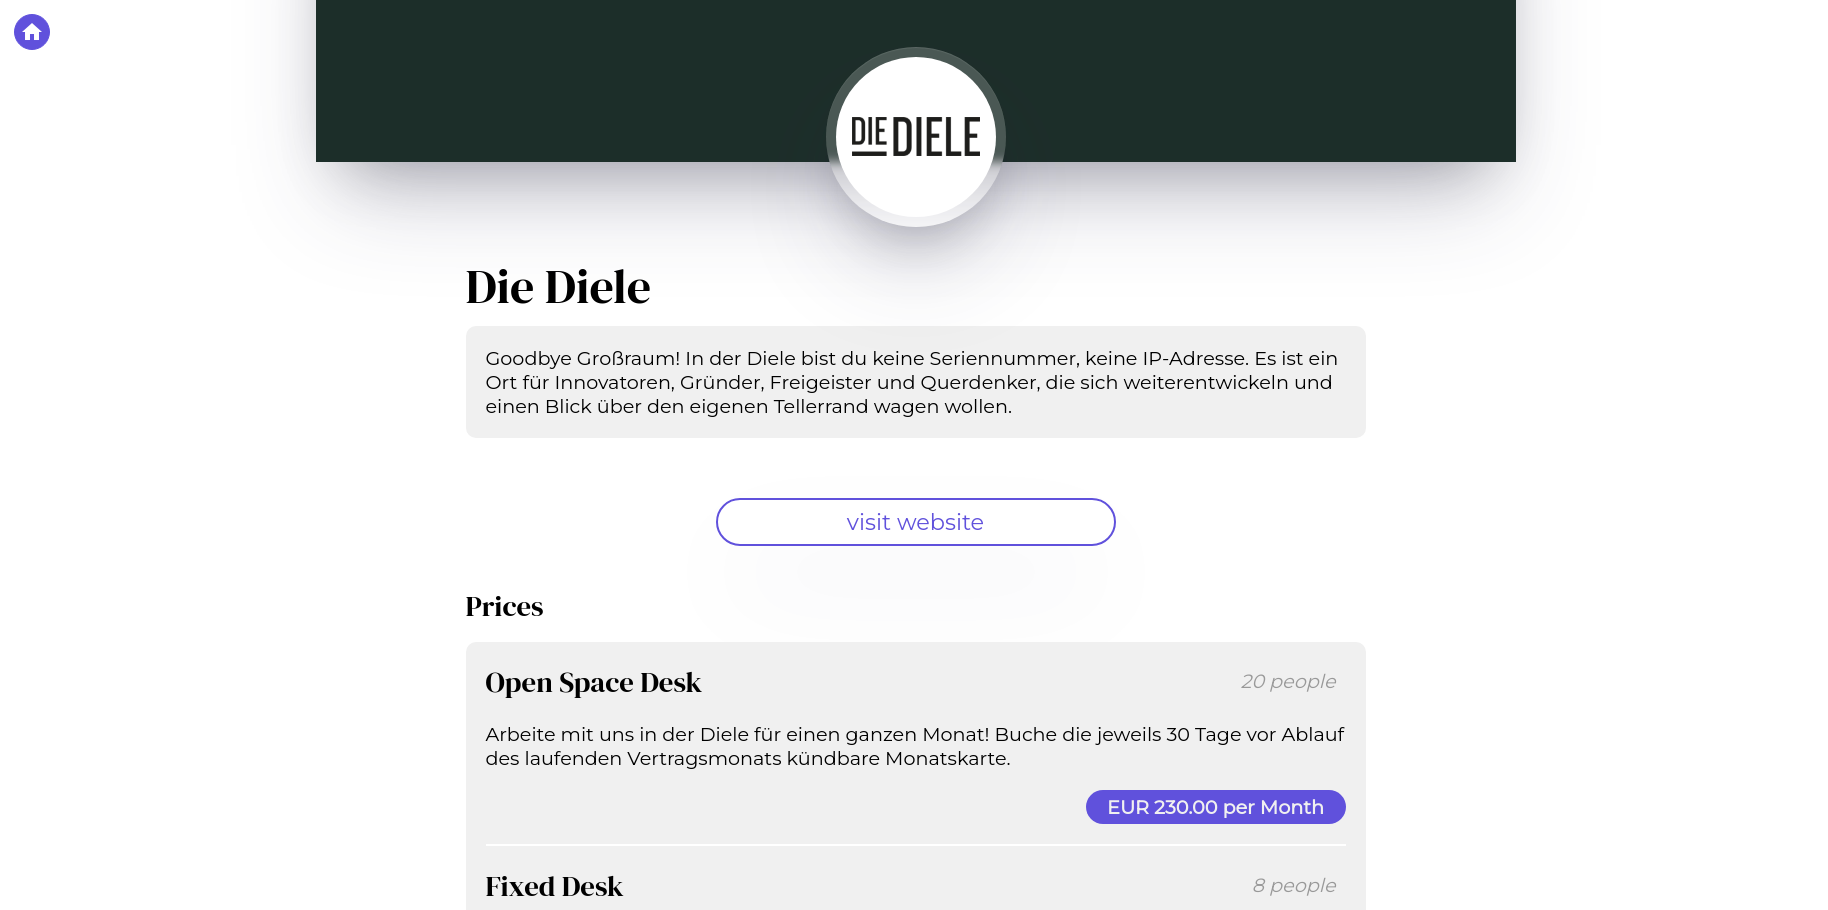 DIE DIELE
Die Diele
Goodbye Großraum! In der Diele bist du keine Seriennummer, keine IP-Adresse. Es ist ein
Ort für Innovatoren, Gründer, Freigeister und Querdenker, die sich weiterentwickeln und
einen Blick über den eigenen Tellerrand wagen wollen.
visit website
Prices
Open Space Desk
20 people
Arbeite mit uns in der Diele für einen ganzen Monat! Buche die jeweils 30 Tage vor Ablauf
des laufenden Vertragsmonats kündbare Monatskarte.
EUR 230.00 per Month
Fixed Desk
8 people